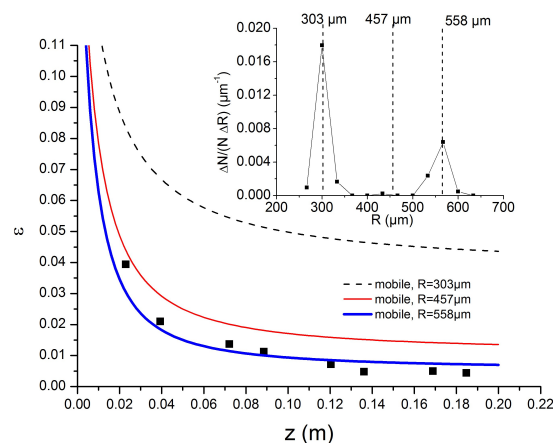 0.11
0.10
0.09
0.08
0.07
0.06
0.05
0.04
0.03
0.02
0.01
0.00
ε
0.00 0.02 0.04 0.06 0.08 0.10 0.12 0.14 0.16 0.18 0.20 0.22
z (m)
303 µm 457 µm 558 µm
0.020
0.016
0.012
0.008
0.004
0.000
ΔN/(N ΔR) (µm⁻¹)
200 300 400 500 600 700
R (µm)
mobile, R=303µm
mobile, R=457µm
mobile, R=558µm